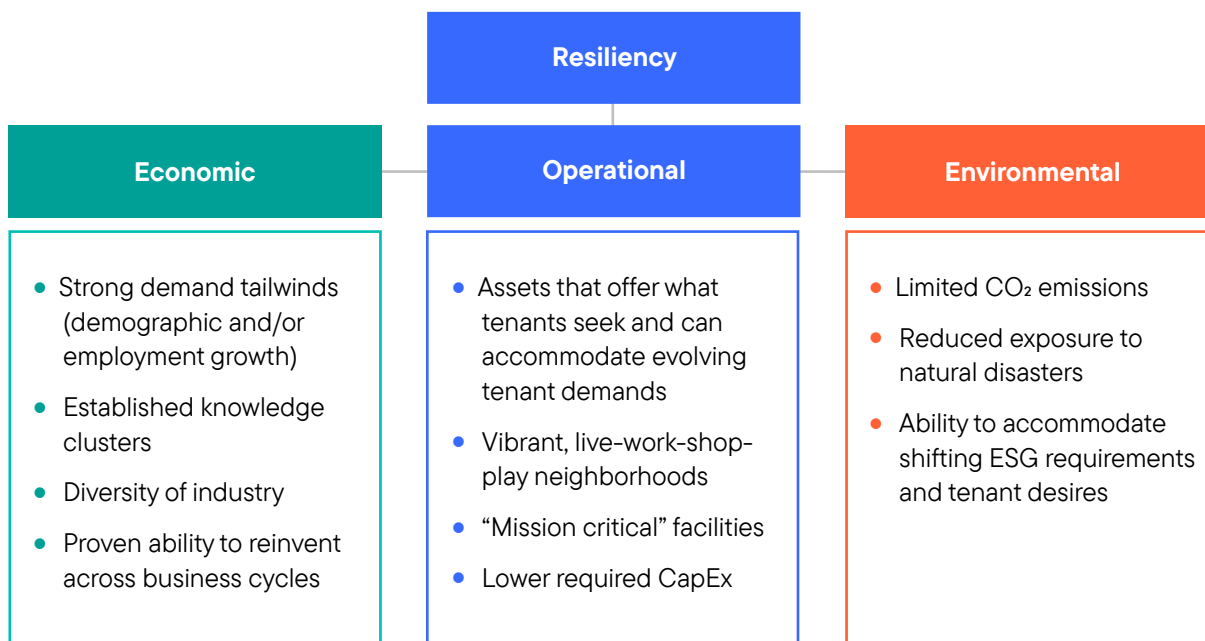 Resiliency
Economic
Operational
Environmental
• Strong demand tailwinds
(demographic and/or
employment growth)
• Established knowledge
clusters
• Diversity of industry
• Proven ability to reinvent
across business cycles
• Assets that offer what
tenants seek and can
accommodate evolving
tenant demands
• Vibrant, live-work-shop-
play neighborhoods
• “Mission critical” facilities
• Lower required CapEx
• Limited CO₂ emissions
• Reduced exposure to
natural disasters
• Ability to accommodate
shifting ESG requirements
and tenant desires